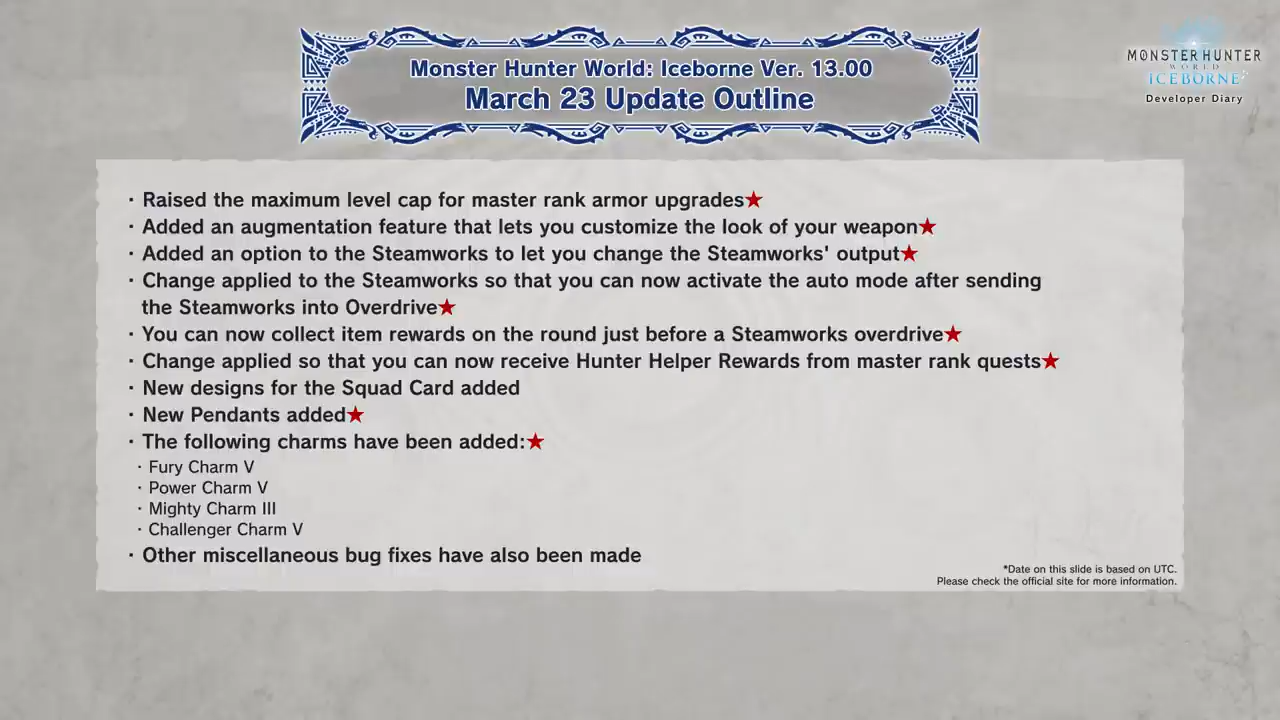 Monster Hunter World: Iceborne Ver. 13.00
March 23 Update Outline
MONSTER HUNTER
WORLD
ICEBORNE
Developer Diary
· Raised the maximum level cap for master rank armor upgrades★
· Added an augmentation feature that lets you customize the look of your weapon★
· Added an option to the Steamworks to let you change the Steamworks' output★
· Change applied to the Steamworks so that you can now activate the auto mode after sending
the Steamworks into Overdrive★
· You can now collect item rewards on the round just before a Steamworks overdrive★
· Change applied so that you can now receive Hunter Helper Rewards from master rank quests★
· New designs for the Squad Card added
· New Pendants added★
· The following charms have been added:★
· Fury Charm V
· Power Charm V
· Mighty Charm III
· Challenger Charm V
· Other miscellaneous bug fixes have also been made
*Date on this slide is based on UTC.
Please check the official site for more information.